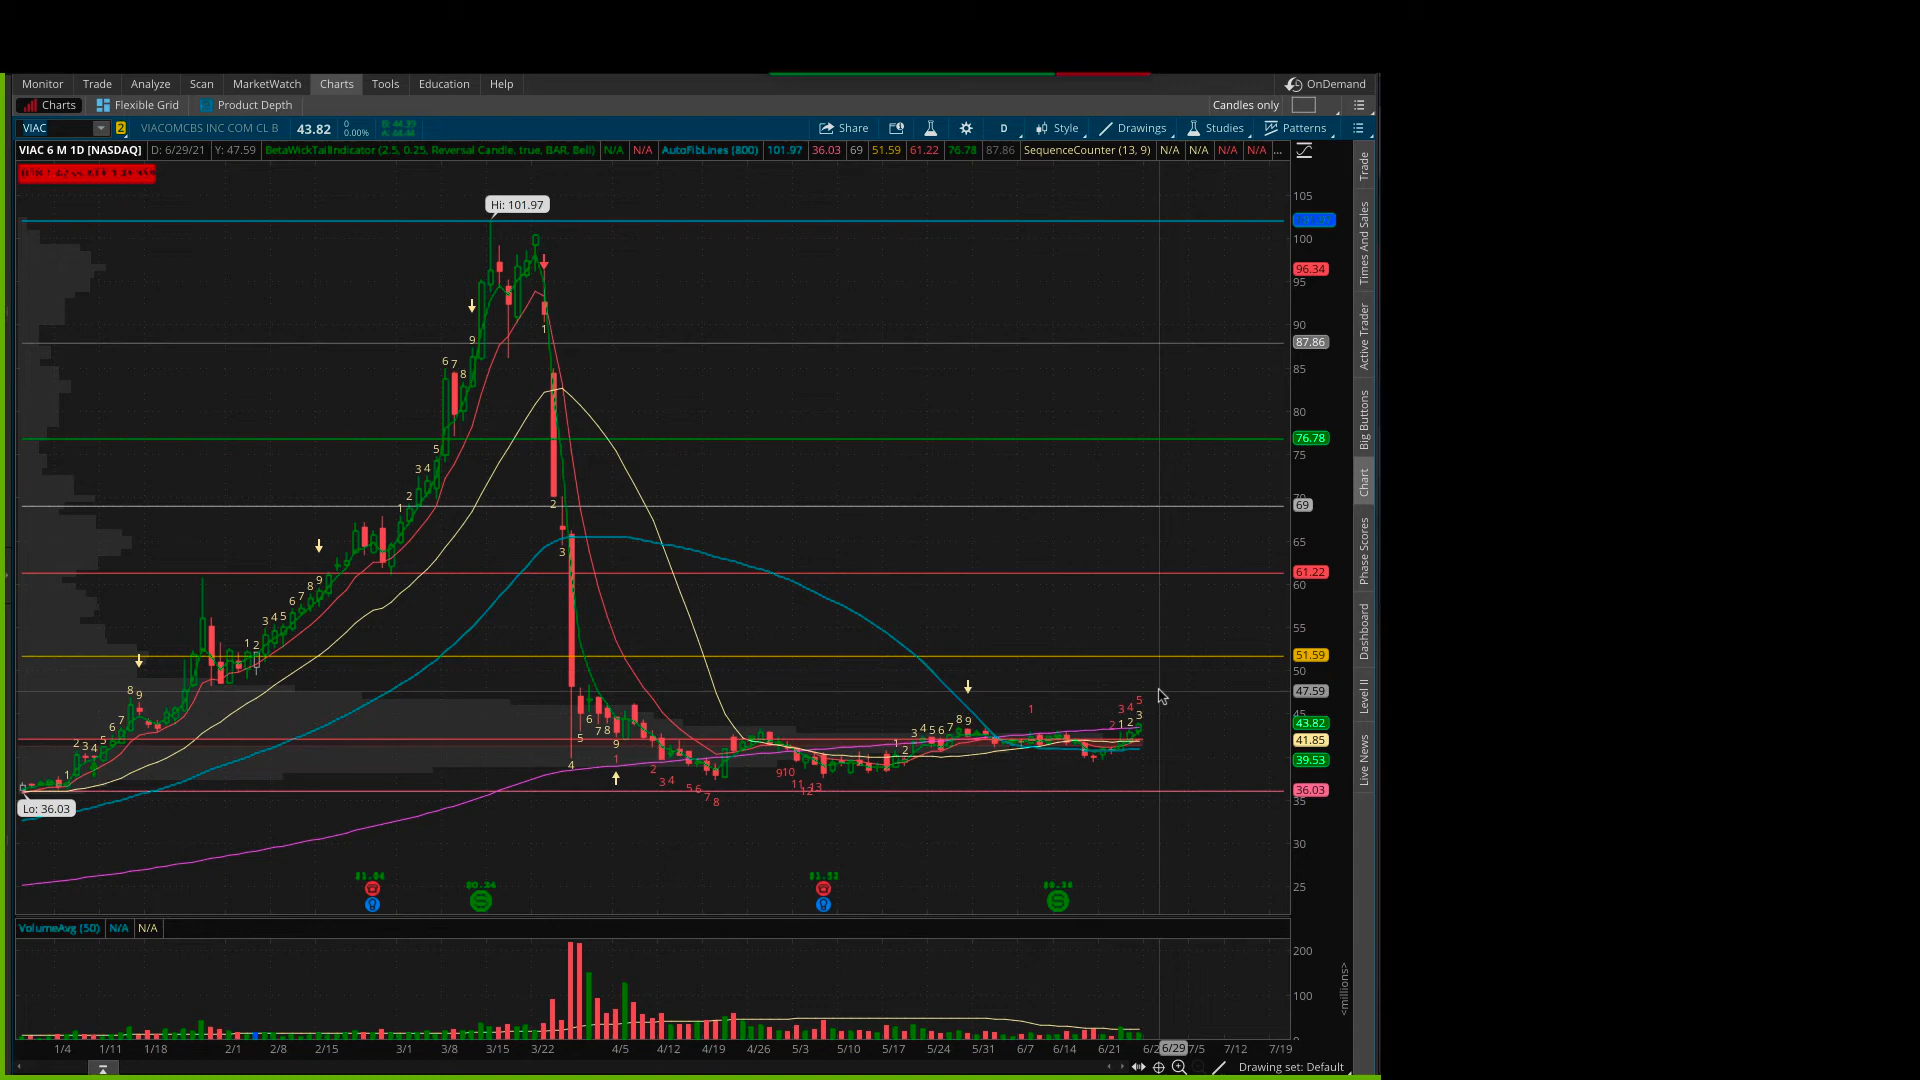 Monitor Trade Analyze Scan MarketWatch Charts Tools Education Help OnDemand
Charts Flexible Grid Product Depth Candles only
VIAC 2 VIACOMCBS INC COM CL B 43.82 0 0.00% Share D Style Drawings Studies Patterns
VIAC 6 M 1D [NASDAQ] D: 6/29/21 Y: 47.59 BetaWickTailIndicator (2.5, 0.25, Reversal Candle, true, BAR, Bell) N/A N/A AutoFibLines (800) 101.97 36.03 69 51.59 61.22 76.78 87.86 SequenceCounter (13, 9) N/A N/A N/A N/A ...
Hi: 101.97
105
100
96.34
95
90
87.86
85
80
76.78
75
69
65
61.22
60
55
51.59
50
47.59
45
43.82
41.85
39.53
36.03
35
30
25
Lo: 36.03
Trade
Times And Sales
Active Trader
Big Buttons
Chart
Phase Scores
Dashboard
Level II
Live News
VolumeAvg (50) N/A N/A
200
100
<millions>
1/4 1/11 1/18 2/1 2/8 2/15 3/1 3/8 3/15 3/22 4/5 4/12 4/19 4/26 5/3 5/10 5/17 5/24 5/31 6/7 6/14 6/21 6/29 7/5 7/12 7/19
Drawing set: Default